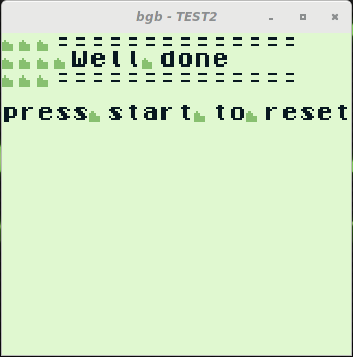 bgb - TEST2
==============
Well done
==============
press start to reset